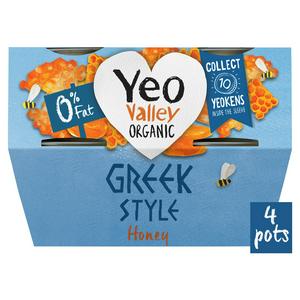 0% Fat
Yeo
Valley
ORGANIC
COLLECT
10
YEOKENS
INSIDE THE SLEEVE
GREEK
STYLE
Honey
4
pots